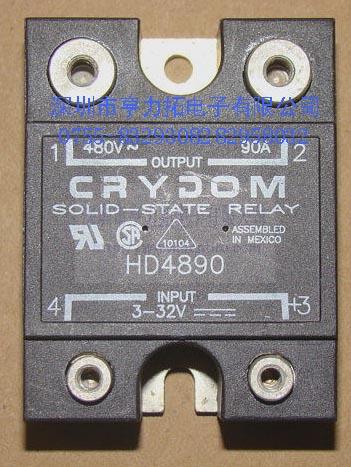 深圳市亨力拓电子有限公司
1 480V~ 90A 2
OUTPUT
CRYDOM
SOLID-STATE RELAY
10104
ASSEMBLED
IN MEXICO
HD4890
4 INPUT +3
3-32V